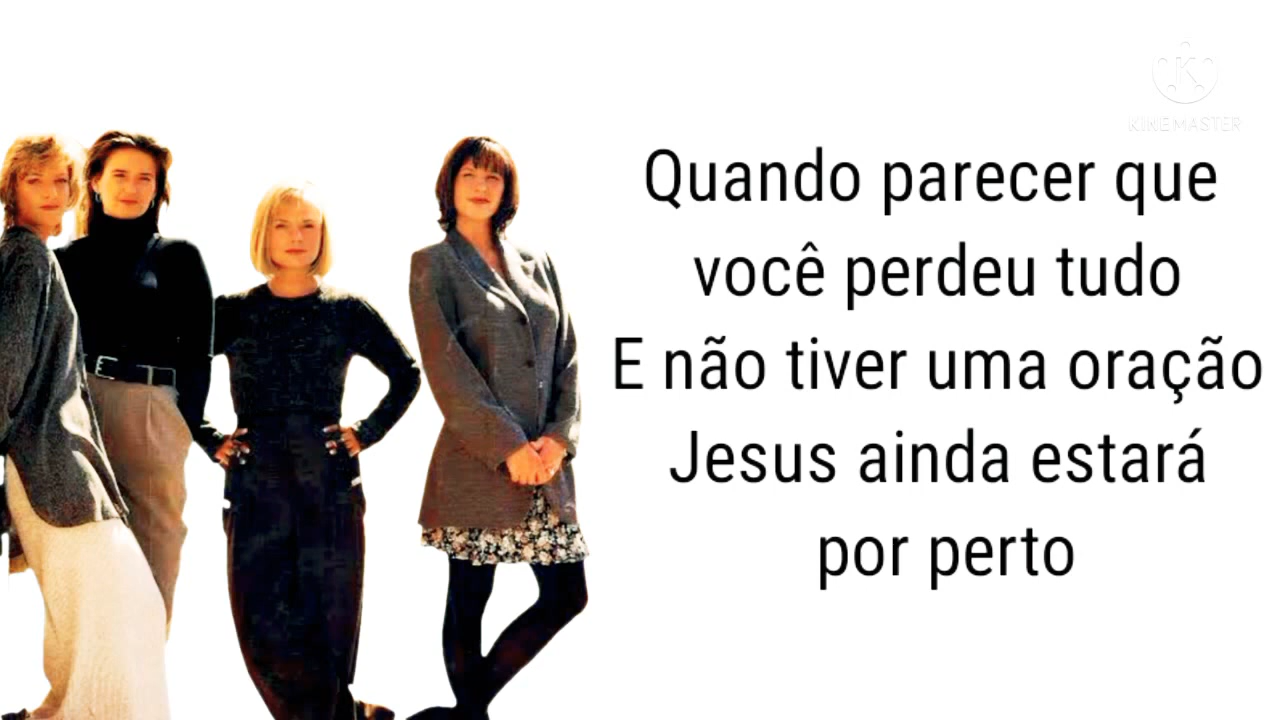 KINEMASTER
Quando parecer que
você perdeu tudo
E não tiver uma oração
Jesus ainda estará
por perto